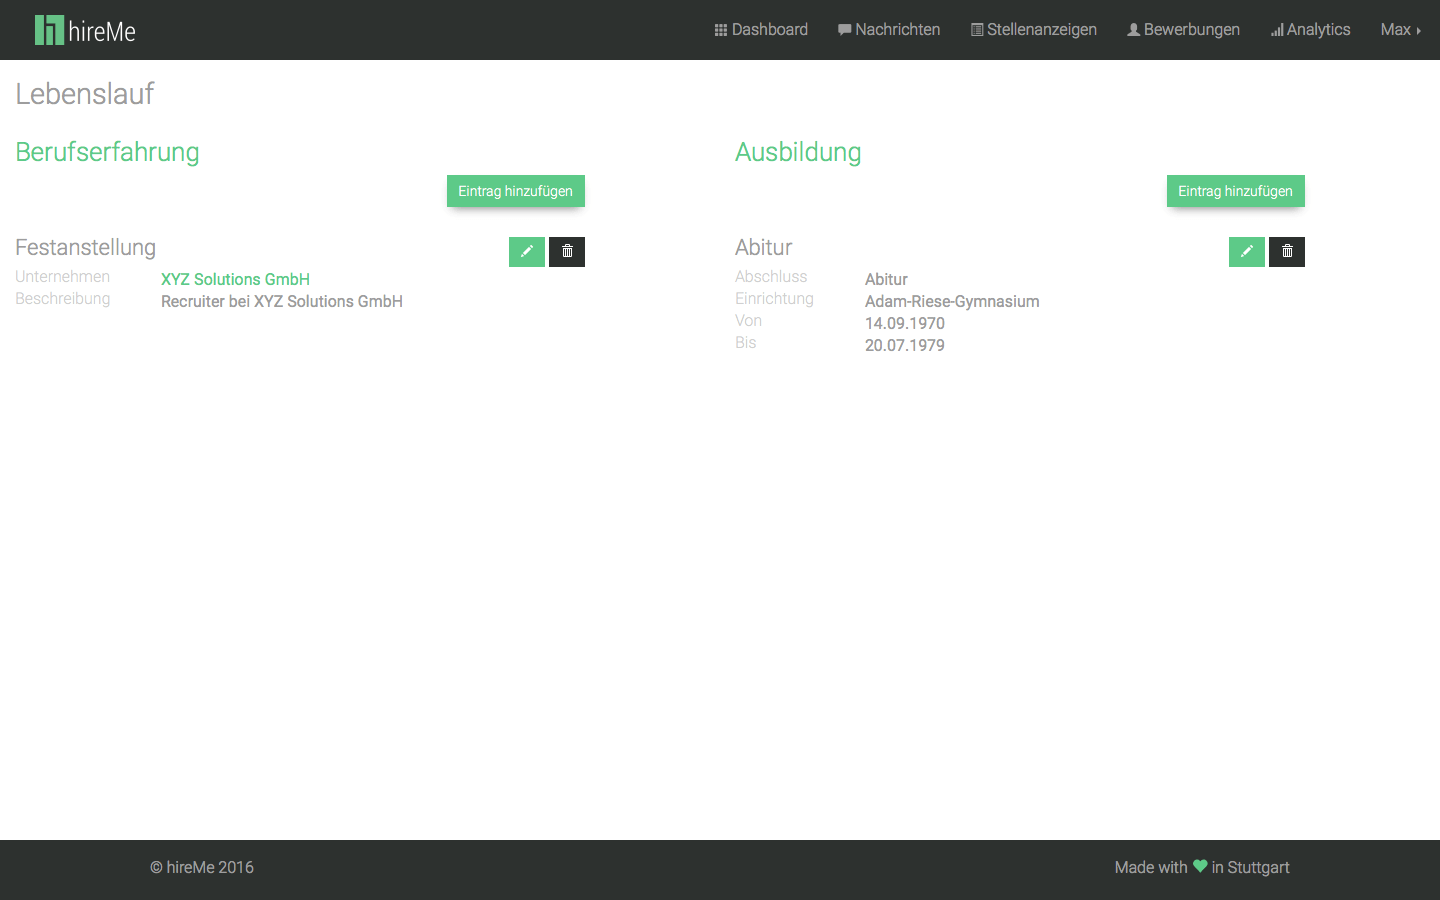 hireMe
Dashboard Nachrichten Stellenanzeigen Bewerbungen Analytics Max
Lebenslauf
Berufserfahrung
Eintrag hinzufügen
Festanstellung
Unternehmen XYZ Solutions GmbH
Beschreibung Recruiter bei XYZ Solutions GmbH
Ausbildung
Eintrag hinzufügen
Abitur
Abschluss Abitur
Einrichtung Adam-Riese-Gymnasium
Von 14.09.1970
Bis 20.07.1979
© hireMe 2016
Made with ♥ in Stuttgart